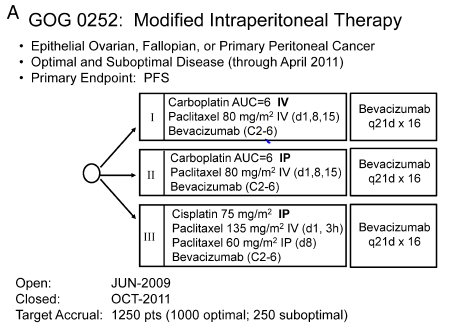 A
GOG 0252: Modified Intraperitoneal Therapy
• Epithelial Ovarian, Fallopian, or Primary Peritoneal Cancer
• Optimal and Suboptimal Disease (through April 2011)
• Primary Endpoint: PFS
I
Carboplatin AUC=6 IV
Paclitaxel 80 mg/m² IV (d1,8,15)
Bevacizumab (C2-6)
Bevacizumab
q21d x 16
II
Carboplatin AUC=6 IP
Paclitaxel 80 mg/m² IV (d1,8,15)
Bevacizumab (C2-6)
Bevacizumab
q21d x 16
III
Cisplatin 75 mg/m² IP
Paclitaxel 135 mg/m² IV (d1, 3h)
Paclitaxel 60 mg/m² IP (d8)
Bevacizumab (C2-6)
Bevacizumab
q21d x 16
Open: JUN-2009
Closed: OCT-2011
Target Accrual: 1250 pts (1000 optimal; 250 suboptimal)